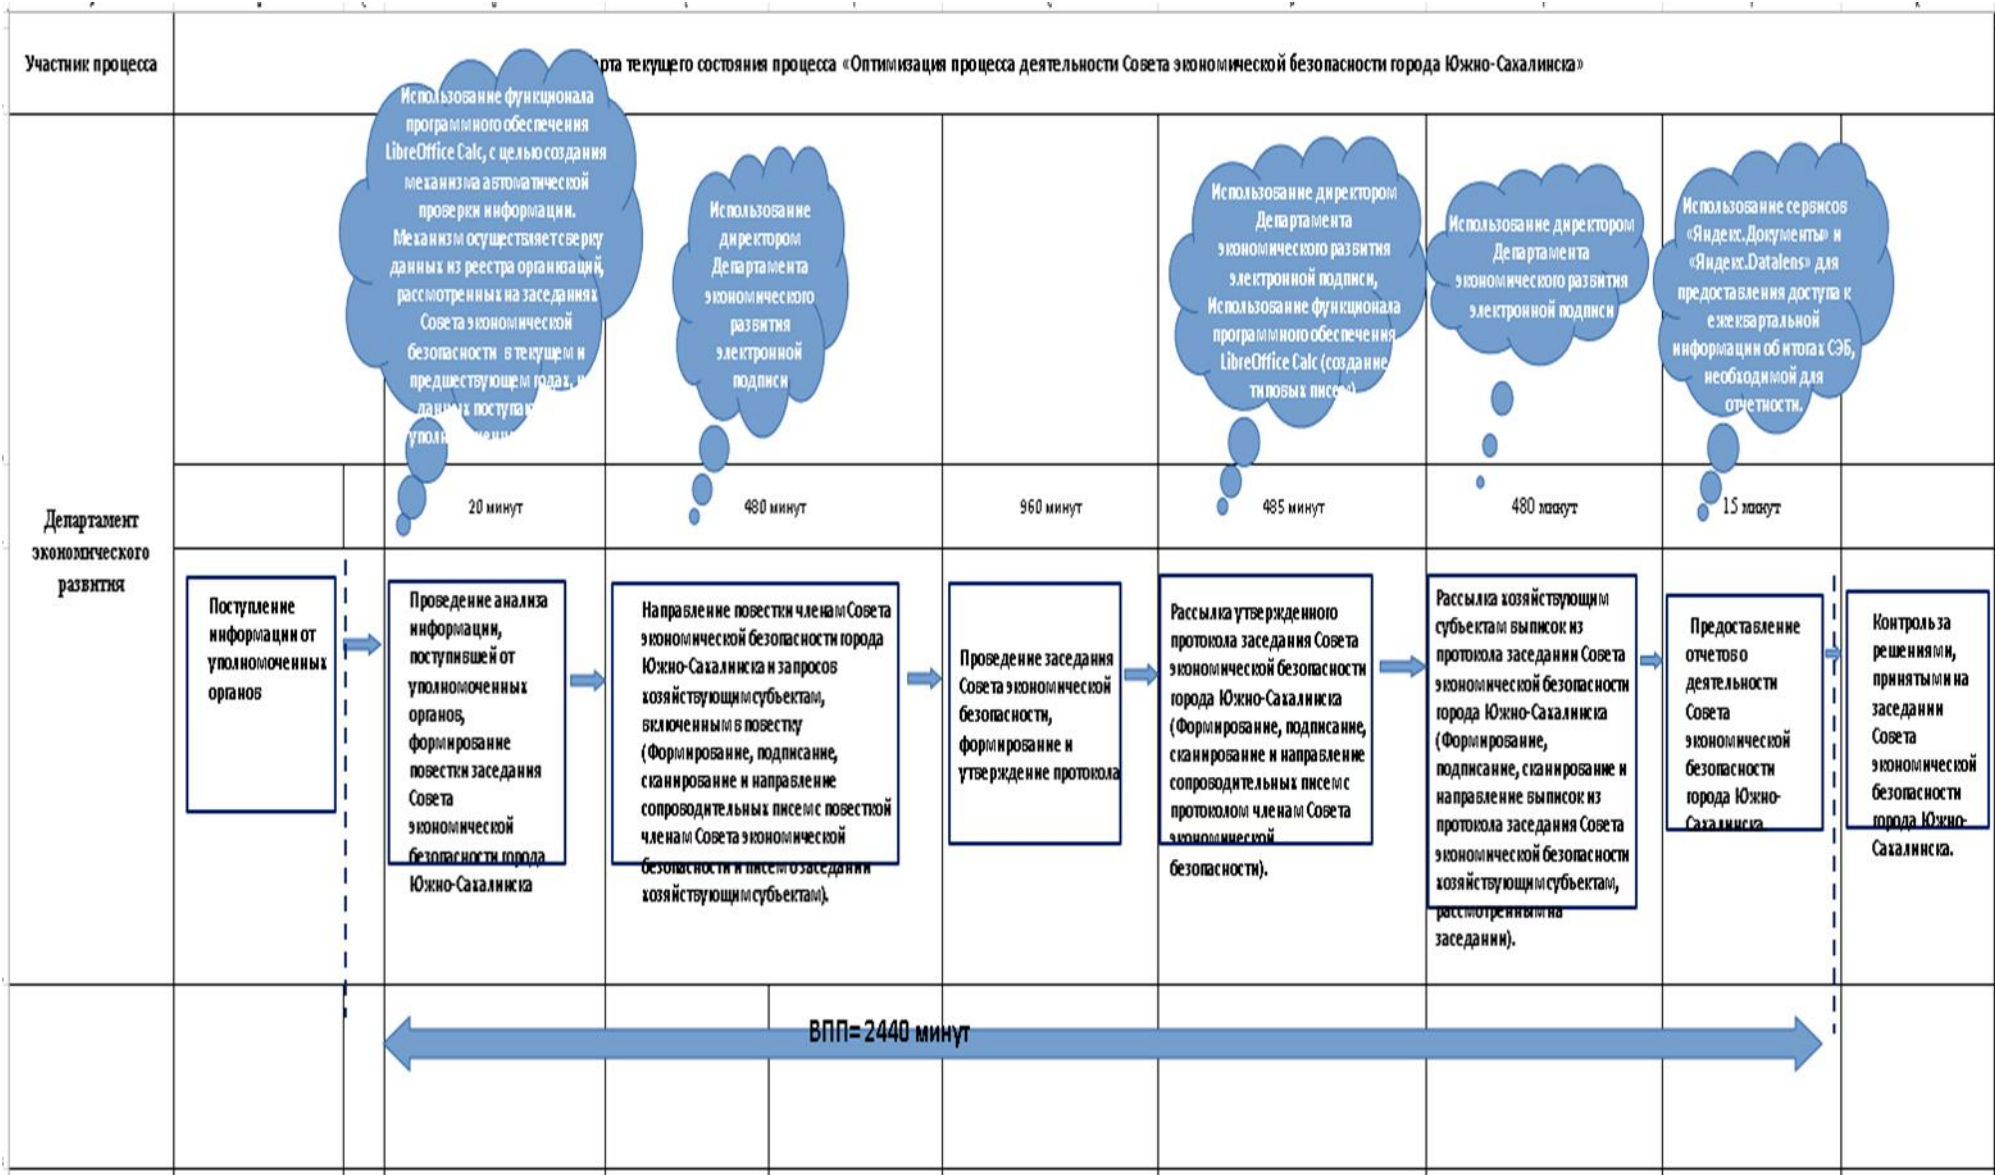 Участник процесса
рта текущего состояния процесса «Оптимизация процесса деятельности Совета экономической безопасности города Южно-Сахалинска»
Использование функционала
программного обеспечения
LibreOffice Calc, с целью создания
механизма автоматической
проверки информации.
Механизм осуществляет сверку
данных из реестра организаций,
рассмотренных на заседаниях
Совета экономической
безопасности в текущем и
предшествующем годах, и
данных
Использование
директором
Департамента
экономического
развития
электронной
подписи
Использование директором
Департамента
экономического развития
электронной подписи,
Использование функционала
программного обеспечения
LibreOffice Calc (создание
типовых писем)
Использование директором
Департамента
экономического развития
электронной подписи
Использование сервисов
«Яндекс.Документы» и
«Яндекс.Datalens» для
предоставления доступа к
ежеквартальной
информации об итогах СЭБ,
необходимой для
отчетности.
Департамент
экономического
развития
20 минут
480 минут
960 минут
485 минут
480 минут
15 минут
Поступление
информации от
уполномоченных
органов
Проведение анализа
информации,
поступившей от
уполномоченных
органов,
формирование
повестки заседания
Совета
экономической
безопасности города
Южно-Сахалинска
Направление повестки членам Совета
экономической безопасности города
Южно-Сахалинска и запросов
хозяйствующим субъектам,
включенным в повестку
(Формирование, подписание,
сканирование и направление
сопроводительных писем с повесткой
членам Совета экономической
безопасности и писем о заседании
хозяйствующим субъектам).
Проведение заседания
Совета экономической
безопасности,
формирование и
утверждение протокола
Рассылка утвержденного
протокола заседания Совета
экономической безопасности
города Южно-Сахалинска
(Формирование, подписание,
сканирование и направление
сопроводительных писем с
протоколом членам Совета
экономической
безопасности).
Рассылка хозяйствующим
субъектам выписок из
протокола заседании Совета
экономической безопасности
города Южно-Сахалинска
(Формирование,
подписание, сканирование и
направление выписок из
протокола заседания Совета
экономической безопасности
хозяйствующим субъектам,
рассмотренным на
заседании).
Предоставление
отчетов о
деятельности
Совета
экономической
безопасности
города Южно-
Сахалинска.
Контроль за
решениями,
принятыми на
заседании
Совета
экономической
безопасности
города Южно-
Сахалинска.
ВПП= 2440 минут